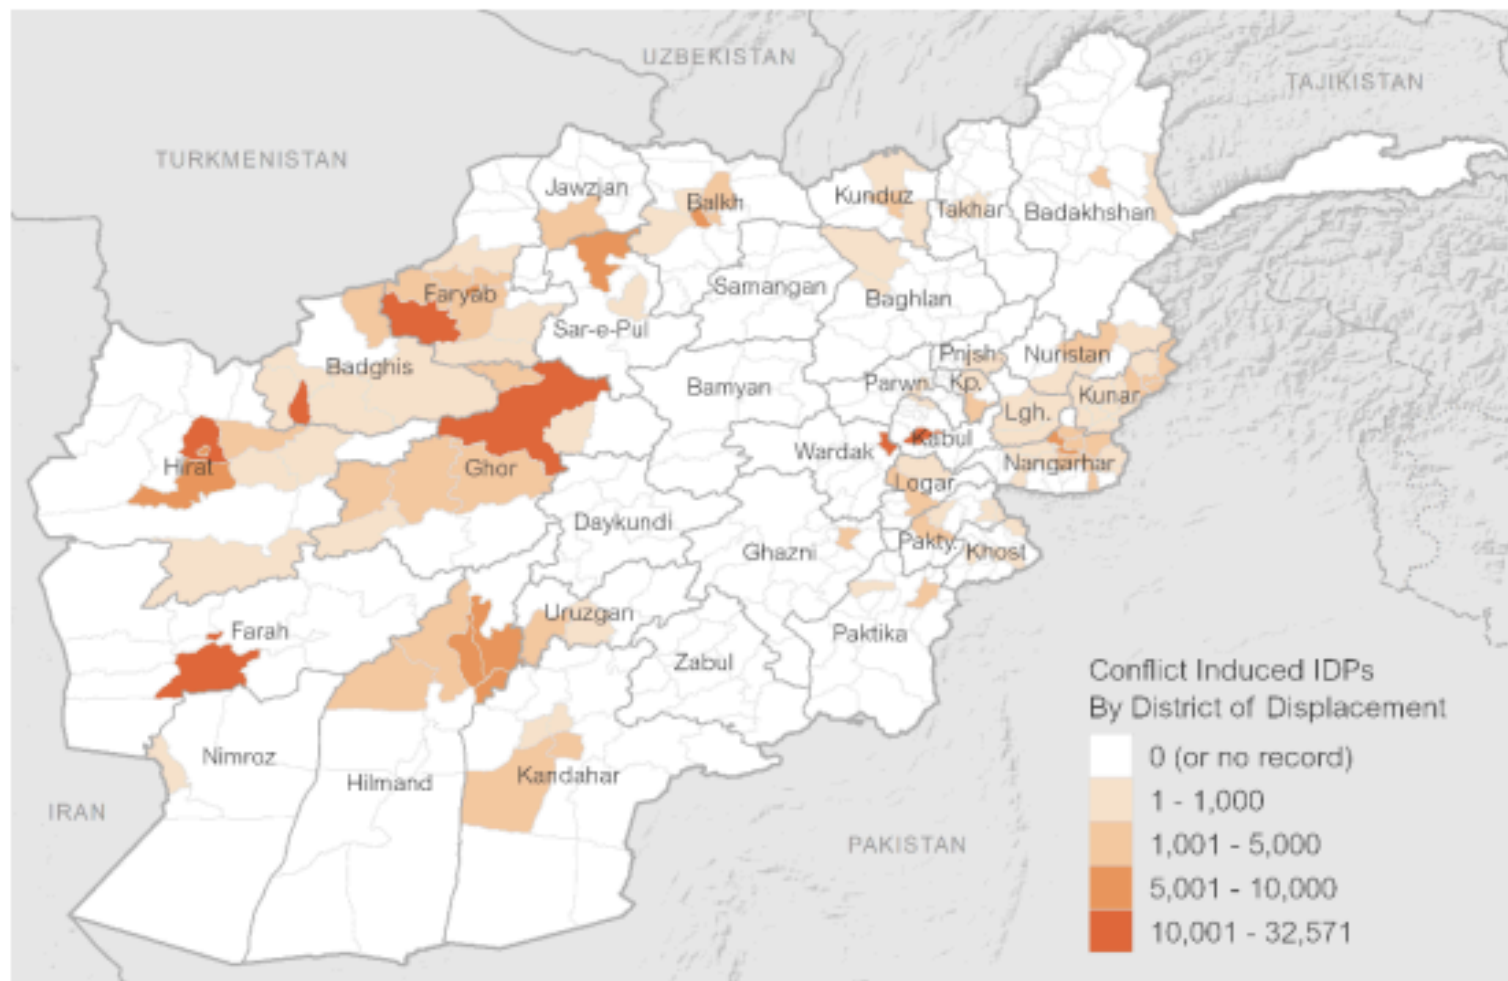 UZBEKISTAN
TAJIKISTAN
TURKMENISTAN
Jawzjan
Balkh
Kunduz
Takhar
Badakhshan
Faryab
Samangan
Baghlan
Sar-e-Pul
Badghis
Bamyan
Pnjsh.
Nuristan
Parwn.
Kp.
Kunar
Lgh.
Hirat
Ghor
Wardak
Kabul
Nangarhar
Logar
Daykundi
Ghazni
Pakty.
Khost
Uruzgan
Farah
Zabul
Paktika
Nimroz
Hilmand
Kandahar
IRAN
PAKISTAN
Conflict Induced IDPs
By District of Displacement
0 (or no record)
1 - 1,000
1,001 - 5,000
5,001 - 10,000
10,001 - 32,571